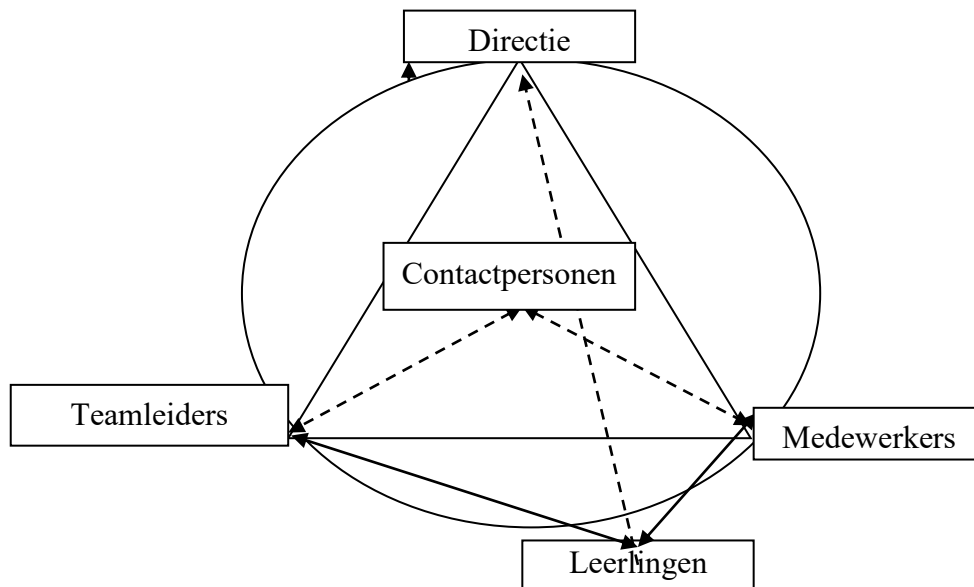 Directie
Contactpersonen
Teamleiders
Medewerkers
Leerlingen